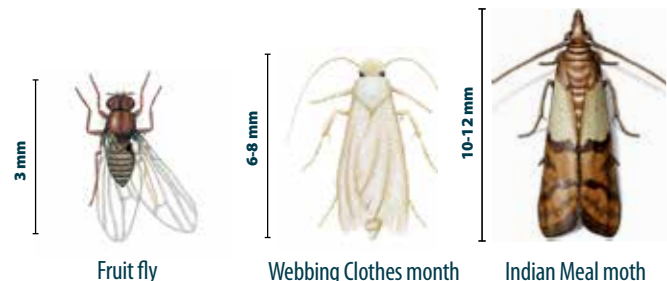 3 mm
6-8 mm
10-12 mm
Fruit fly
Webbing Clothes month
Indian Meal moth